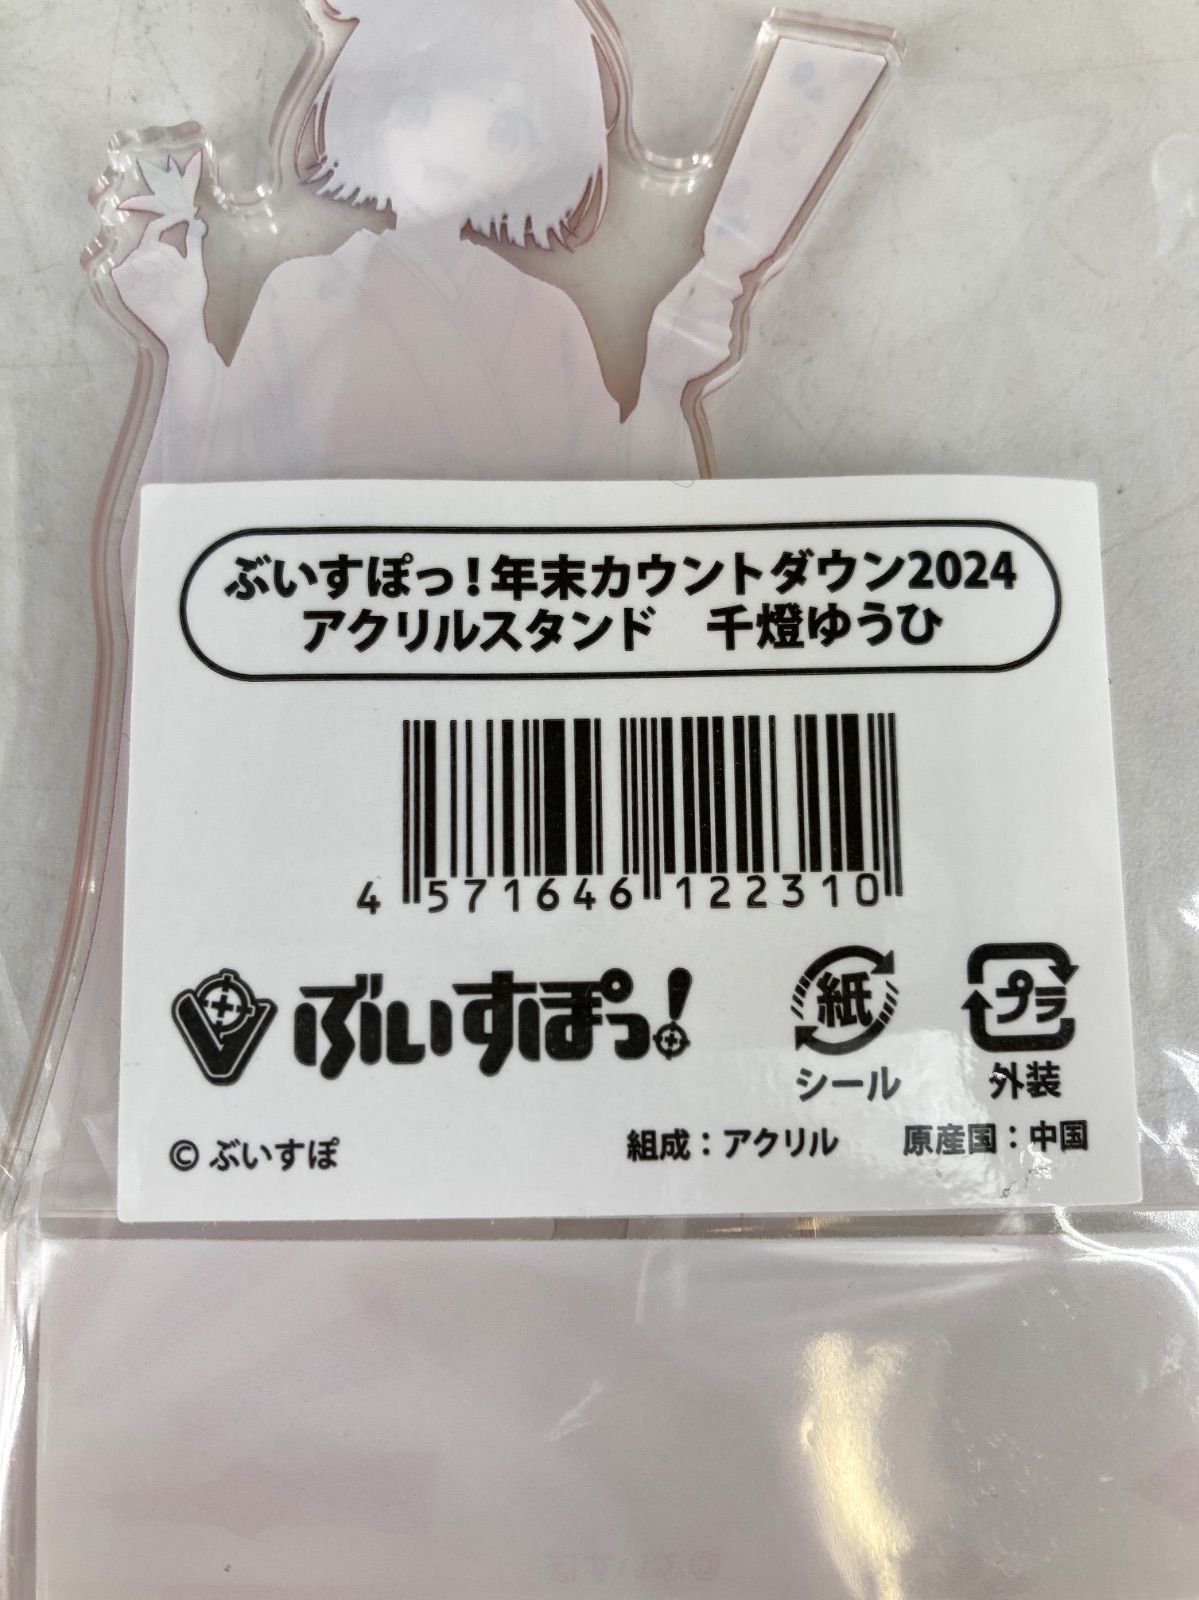 ぶいすぽっ！年末カウントダウン2024
アクリルスタンド　千燈ゆうひ
4 571646 122310
ぶいすぽっ！
紙
シール
プラ
外装
© ぶいすぽ
組成：アクリル
原産国：中国